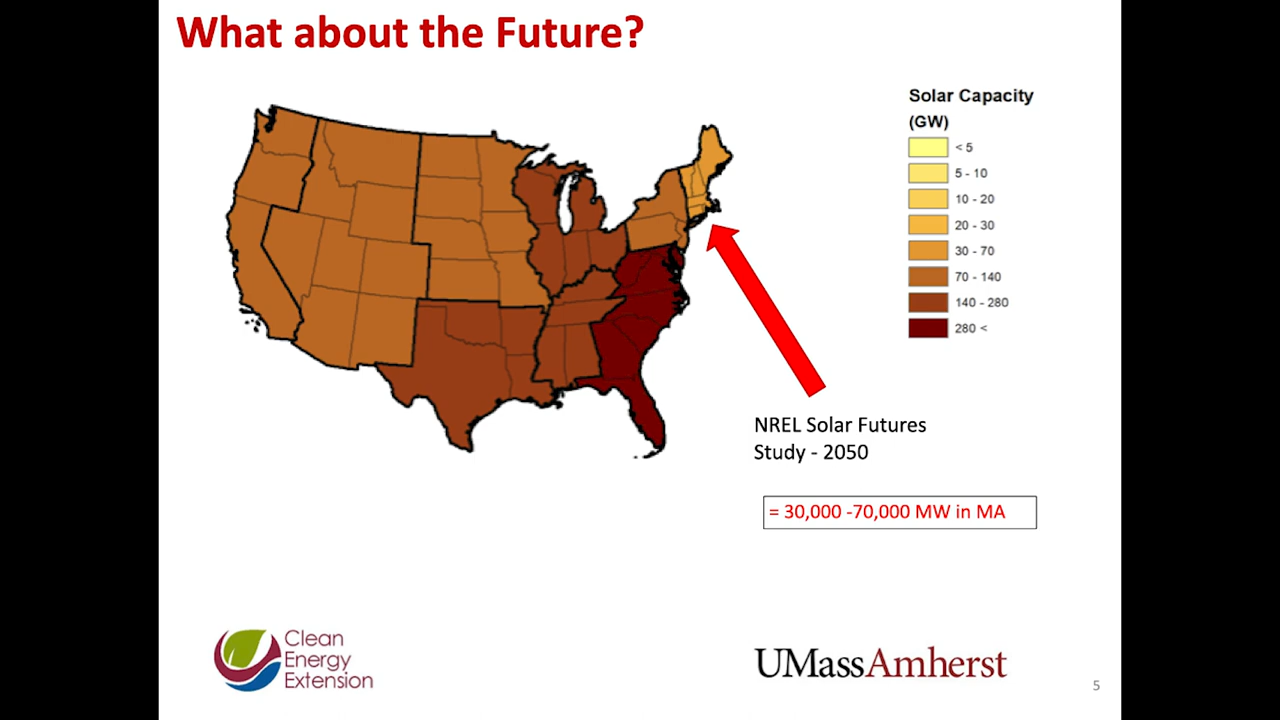 What about the Future?
Solar Capacity
(GW)
< 5
5 - 10
10 - 20
20 - 30
30 - 70
70 - 140
140 - 280
280 <
NREL Solar Futures
Study - 2050
= 30,000 -70,000 MW in MA
Clean
Energy
Extension
UMassAmherst
5